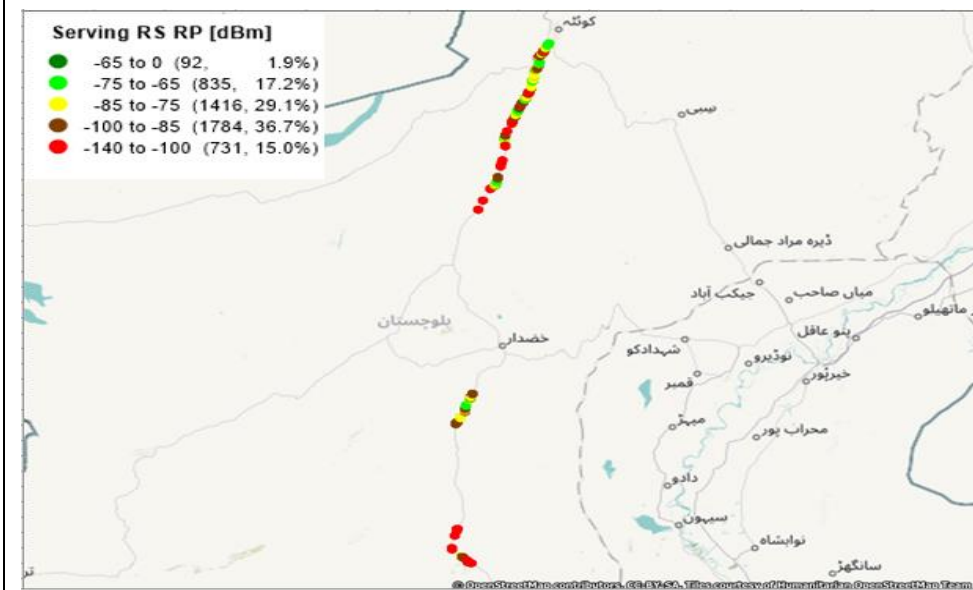 Serving RS RP [dBm]
-65 to 0 (92, 1.9%)
-75 to -65 (835, 17.2%)
-85 to -75 (1416, 29.1%)
-100 to -85 (1784, 36.7%)
-140 to -100 (731, 15.0%)
کوئٹہ
سبی
ڈیرہ مراد جمالی
جیکب آباد
میاں صاحب
ماتھیلو
پنو عاقل
بلوچستان
خضدار
شہدادکو
نوڈیرو
قمبر
خیرپور
میہڑ
محراب پور
دادو
سیہون
نوابشاہ
سانگھڑ
تر
© OpenStreetMap contributors, CC-BY-SA, Tiles courtesy of Humanitarian OpenStreetMap Team